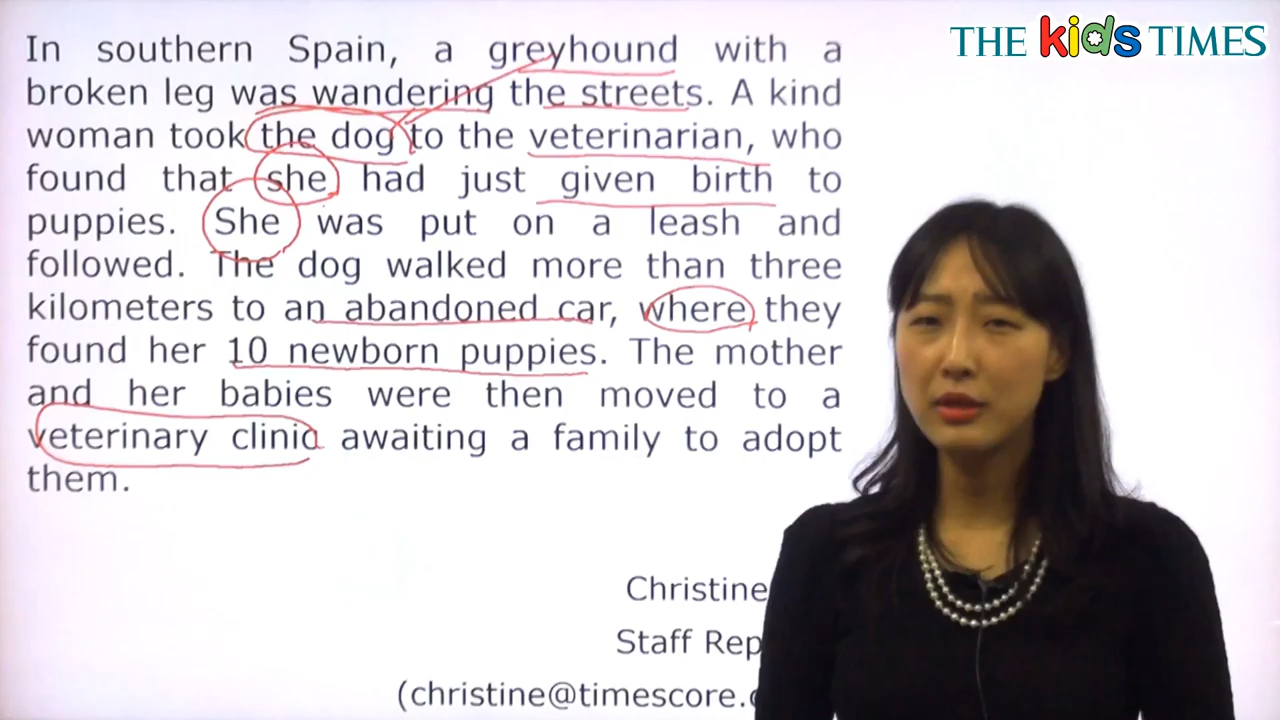 THE kids TIMES
In southern Spain, a greyhound with a
broken leg was wandering the streets. A kind
woman took the dog to the veterinarian, who
found that she had just given birth to
puppies. She was put on a leash and
followed. The dog walked more than three
kilometers to an abandoned car, where they
found her 10 newborn puppies. The mother
and her babies were then moved to a
veterinary clinic awaiting a family to adopt
them.
Christine
Staff Rep
(christine@timescore.